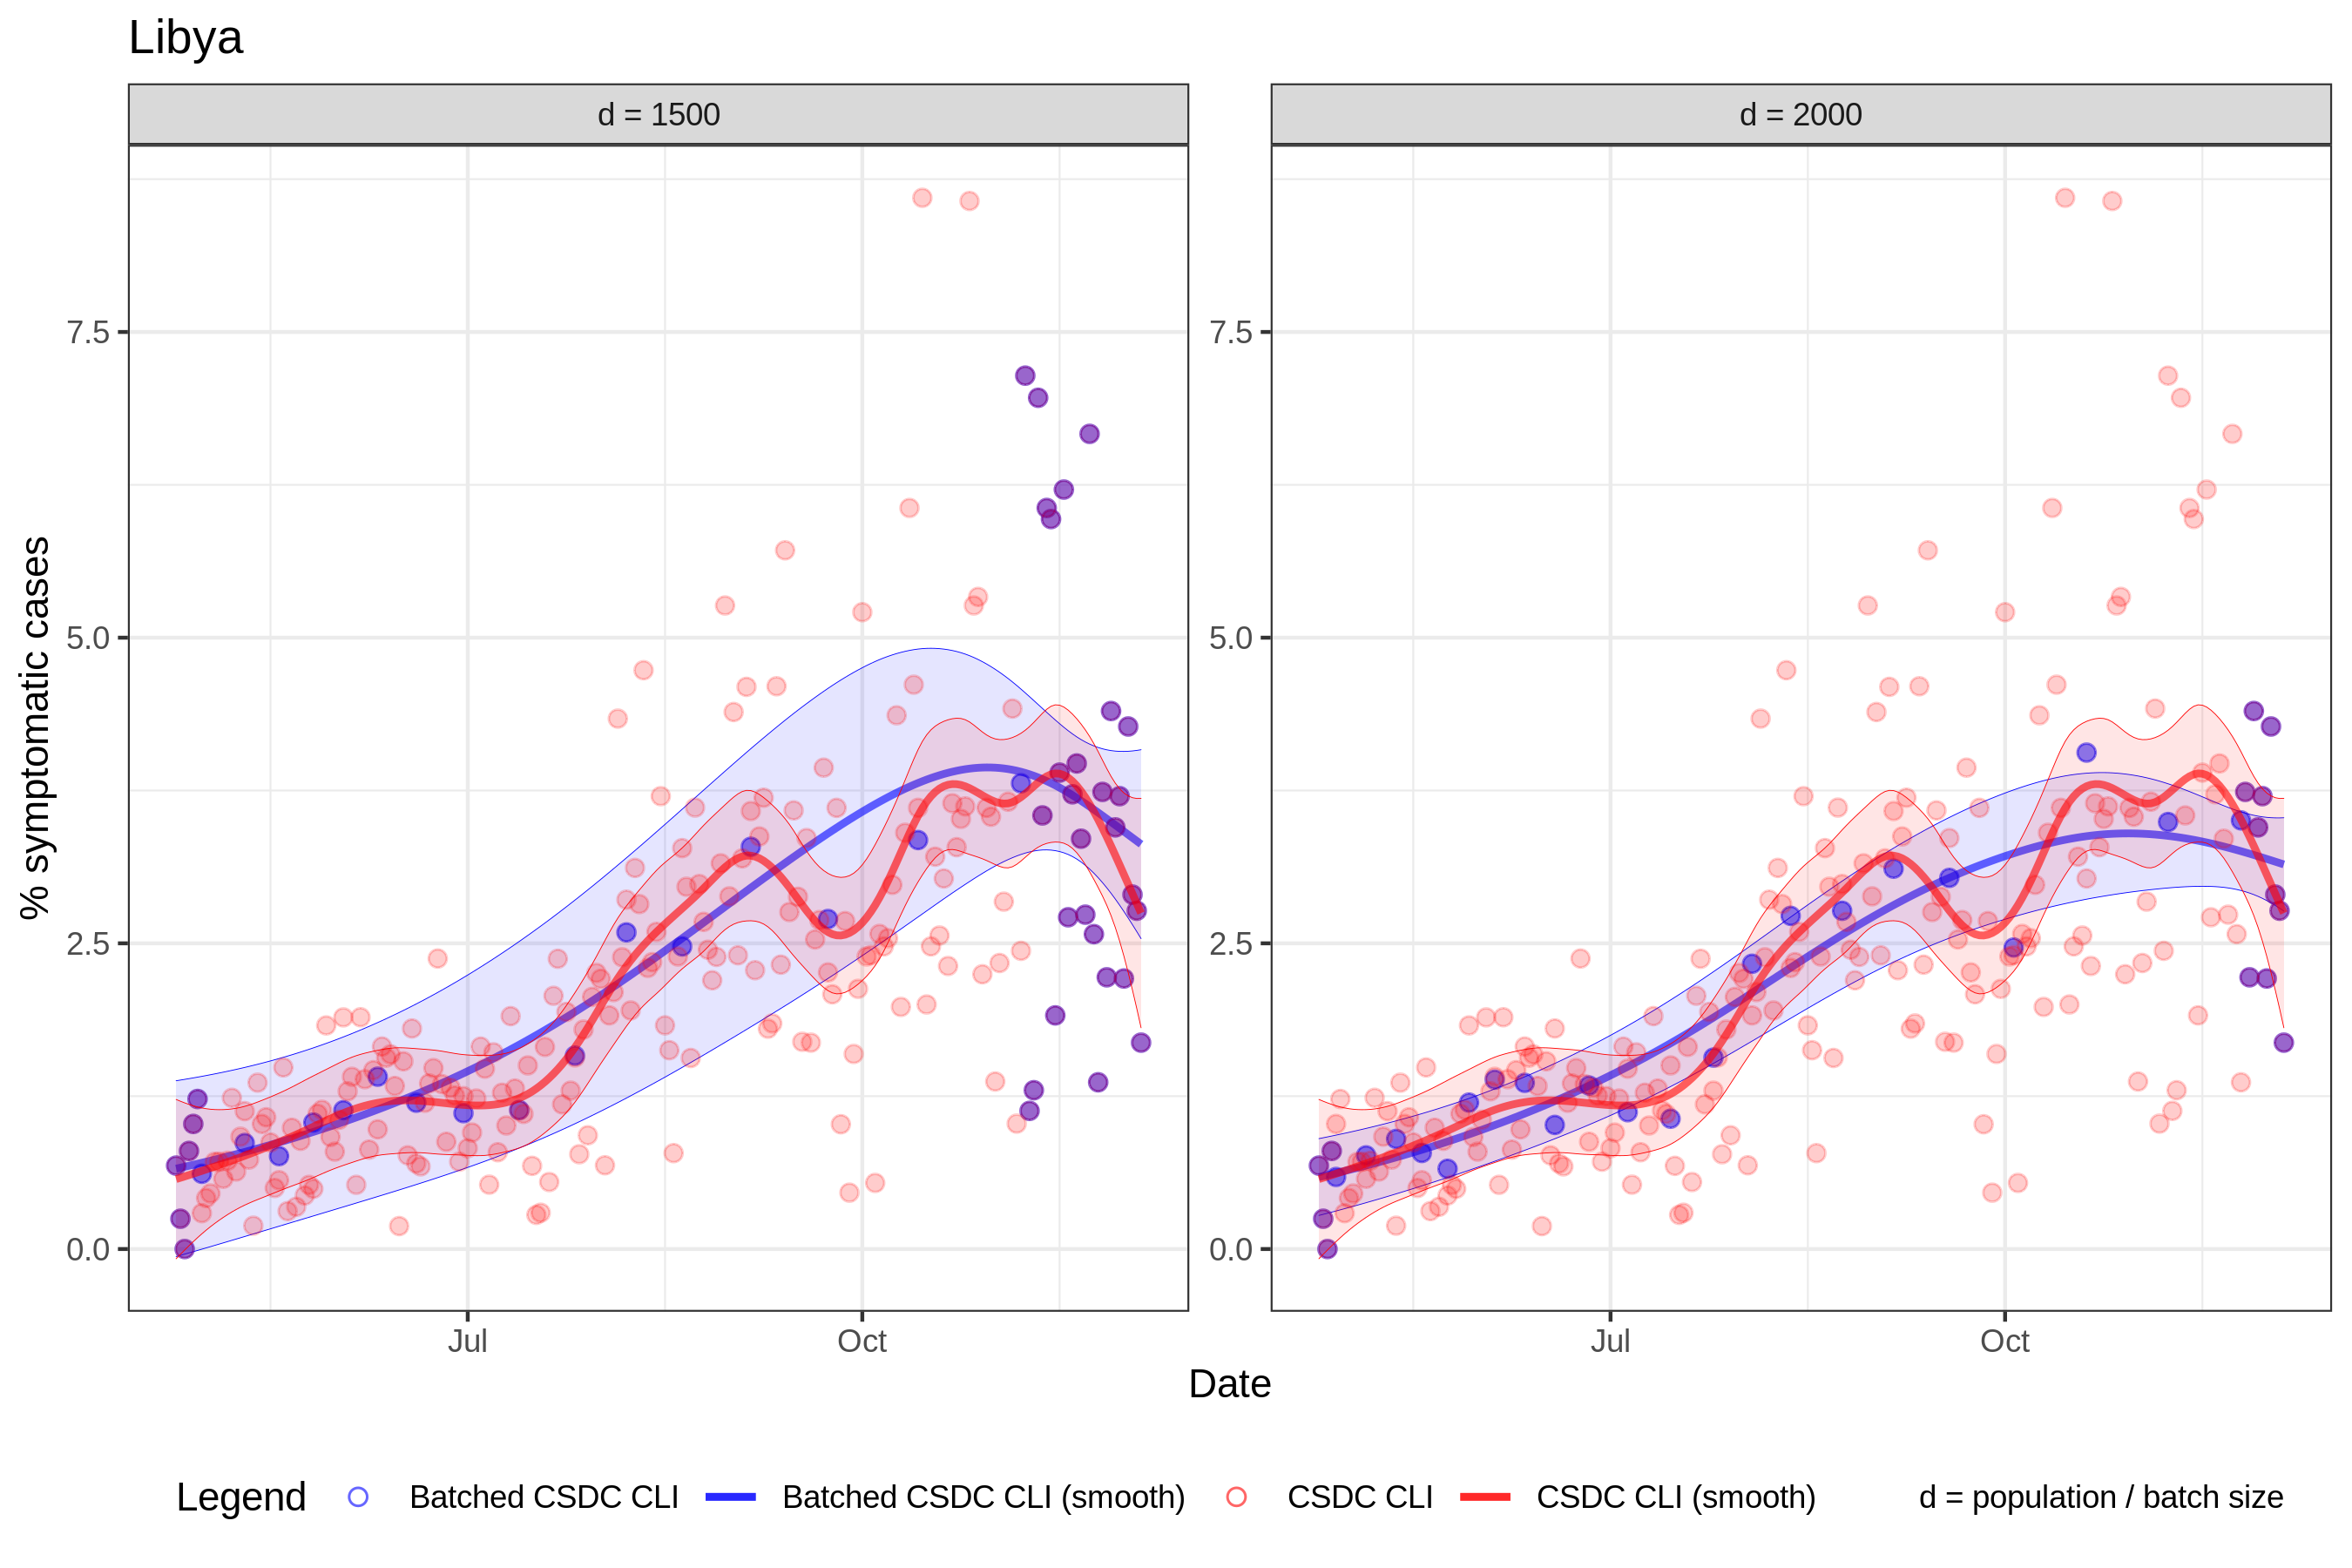 Libya
d = 1500
d = 2000
% symptomatic cases
7.5
5.0
2.5
0.0
7.5
5.0
2.5
0.0
Jul
Oct
Jul
Oct
Date
Legend
Batched CSDC CLI
Batched CSDC CLI (smooth)
CSDC CLI
CSDC CLI (smooth)
d = population / batch size